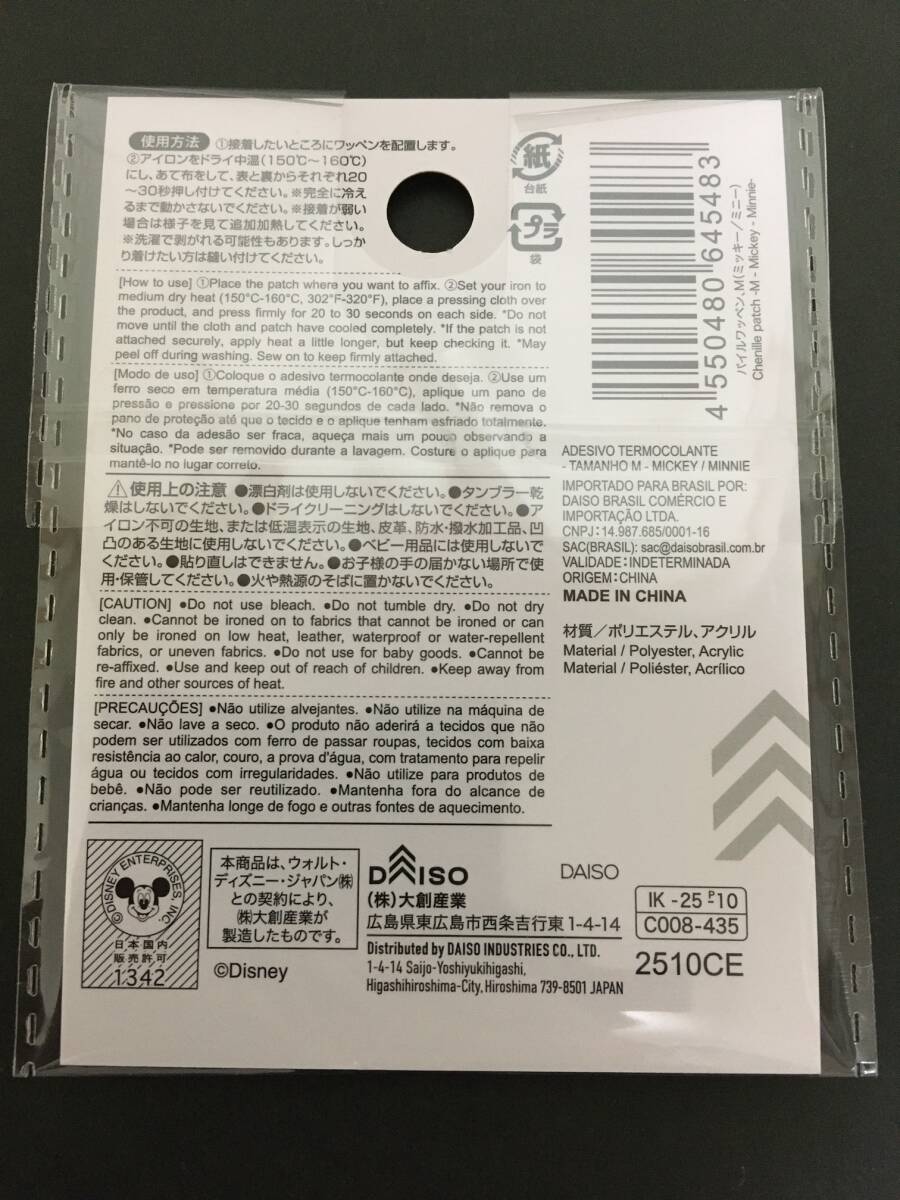 使用方法 ①接着したいところにワッペンを配置します。
②アイロンをドライ中温(150℃~160℃)
にし、あて布をして、表と裏からそれぞれ20
~30秒押し付けてください。※完全に冷え
るまで動かさないでください。※接着が弱い
場合は様子を見て追加加熱してください。
※洗濯で剥がれる可能性もあります。しっか
り着けたい方は縫い付けてください。
[How to use] ①Place the patch where you want to affix. ②Set your iron to
medium dry heat (150°C-160°C, 302°F-320°F), place a pressing cloth over
the product, and press firmly for 20 to 30 seconds on each side. *Do not
move until the cloth and patch have cooled completely. *If the patch is not
attached securely, apply heat a little longer, but keep checking it. *May
peel off during washing. Sew on to keep firmly attached.
[Modo de uso] ①Coloque o adesivo termocolante onde deseja. ②Use um
ferro seco em temperatura média (150°C-160°C), aplique um pano de
pressão e pressione por 20-30 segundos de cada lado. *Não remova o
pano de proteção até que o tecido e o aplique tenham esfriado totalmente.
*No caso da adesão ser fraca, aqueça mais um pouco observando a
situação. *Pode ser removido durante a lavagem. Costure o aplique para
mantê-lo no lugar correto.
⚠使用上の注意 ●漂白剤は使用しないでください。●タンブラー乾
燥はしないでください。●ドライクリーニングはしないでください。●ア
イロン不可の生地、または低温表示の生地、皮革、防水・撥水加工品、凹
凸のある生地に使用しないでください。●ベビー用品には使用しないで
ください。●貼り直しはできません。●お子様の手の届かない場所で使
用・保管してください。●火や熱源のそばに置かないでください。
[CAUTION] ●Do not use bleach. ●Do not tumble dry. ●Do not dry
clean. ●Cannot be ironed on to fabrics that cannot be ironed or can
only be ironed on low heat, leather, waterproof or water-repellent
fabrics, or uneven fabrics. ●Do not use for baby goods. ●Cannot be
re-affixed. ●Use and keep out of reach of children. ●Keep away from
fire and other sources of heat.
[PRECAUÇÕES] ●Não utilize alvejantes. ●Não utilize na máquina de
secar. ●Não lave a seco. ●O produto não aderirá a tecidos que não
podem ser utilizados com ferro de passar roupas, tecidos com baixa
resistência ao calor, couro, a prova d'água, com tratamento para repelir
água ou tecidos com irregularidades. ●Não utilize para produtos de
bebê. ●Não pode ser reutilizado. ●Mantenha fora do alcance de
crianças. ●Mantenha longe de fogo e outras fontes de aquecimento.
紙
台紙
プラ
袋
4 550480 645483
パイルワッペン、M(ミッキー/ミニー)
Chenille patch -M - Mickey - Minnie-
ADESIVO TERMOCOLANTE
- TAMANHO M - MICKEY / MINNIE
IMPORTADO PARA BRASIL POR:
DAISO BRASIL COMÉRCIO E
IMPORTAÇÃO LTDA.
CNPJ: 14.987.685/0001-16
SAC(BRASIL): sac@daisobrasil.com.br
VALIDADE: INDETERMINADA
ORIGEM: CHINA
MADE IN CHINA
材質/ポリエステル、アクリル
Material / Polyester, Acrylic
Material / Poliéster, Acrílico
©DISNEY ENTERPRISES, INC.
日本国内
販売許可
1342
本商品は、ウォルト・
ディズニー・ジャパン㈱
との契約により、
㈱大創産業が
製造したものです。
©Disney
DAISO
(株)大創産業
広島県東広島市西条吉行東1-4-14
Distributed by DAISO INDUSTRIES CO., LTD.
1-4-14 Saijo-Yoshiyukihigashi,
Higashihiroshima-City, Hiroshima 739-8501 JAPAN
DAISO
IK -25 P10
C008-435
2510CE